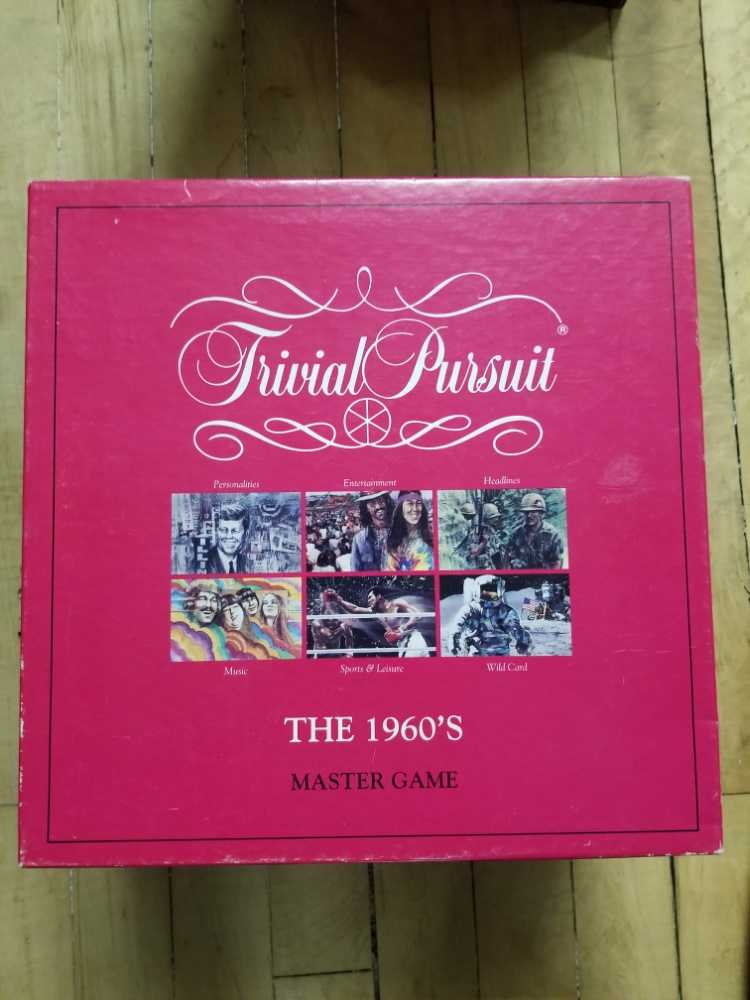 Trivial Pursuit ®
Personalities Entertainment Headlines
Music Sports & Leisure Wild Card
THE 1960'S
MASTER GAME